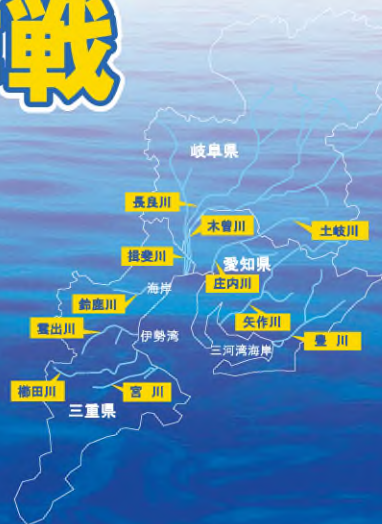 戦
岐阜県
長良川
木曽川
土岐川
揖斐川
愛知県
庄内川
海岸
鈴鹿川
矢作川
雲出川
伊勢湾
豊川
三河湾海岸
櫛田川
宮川
三重県